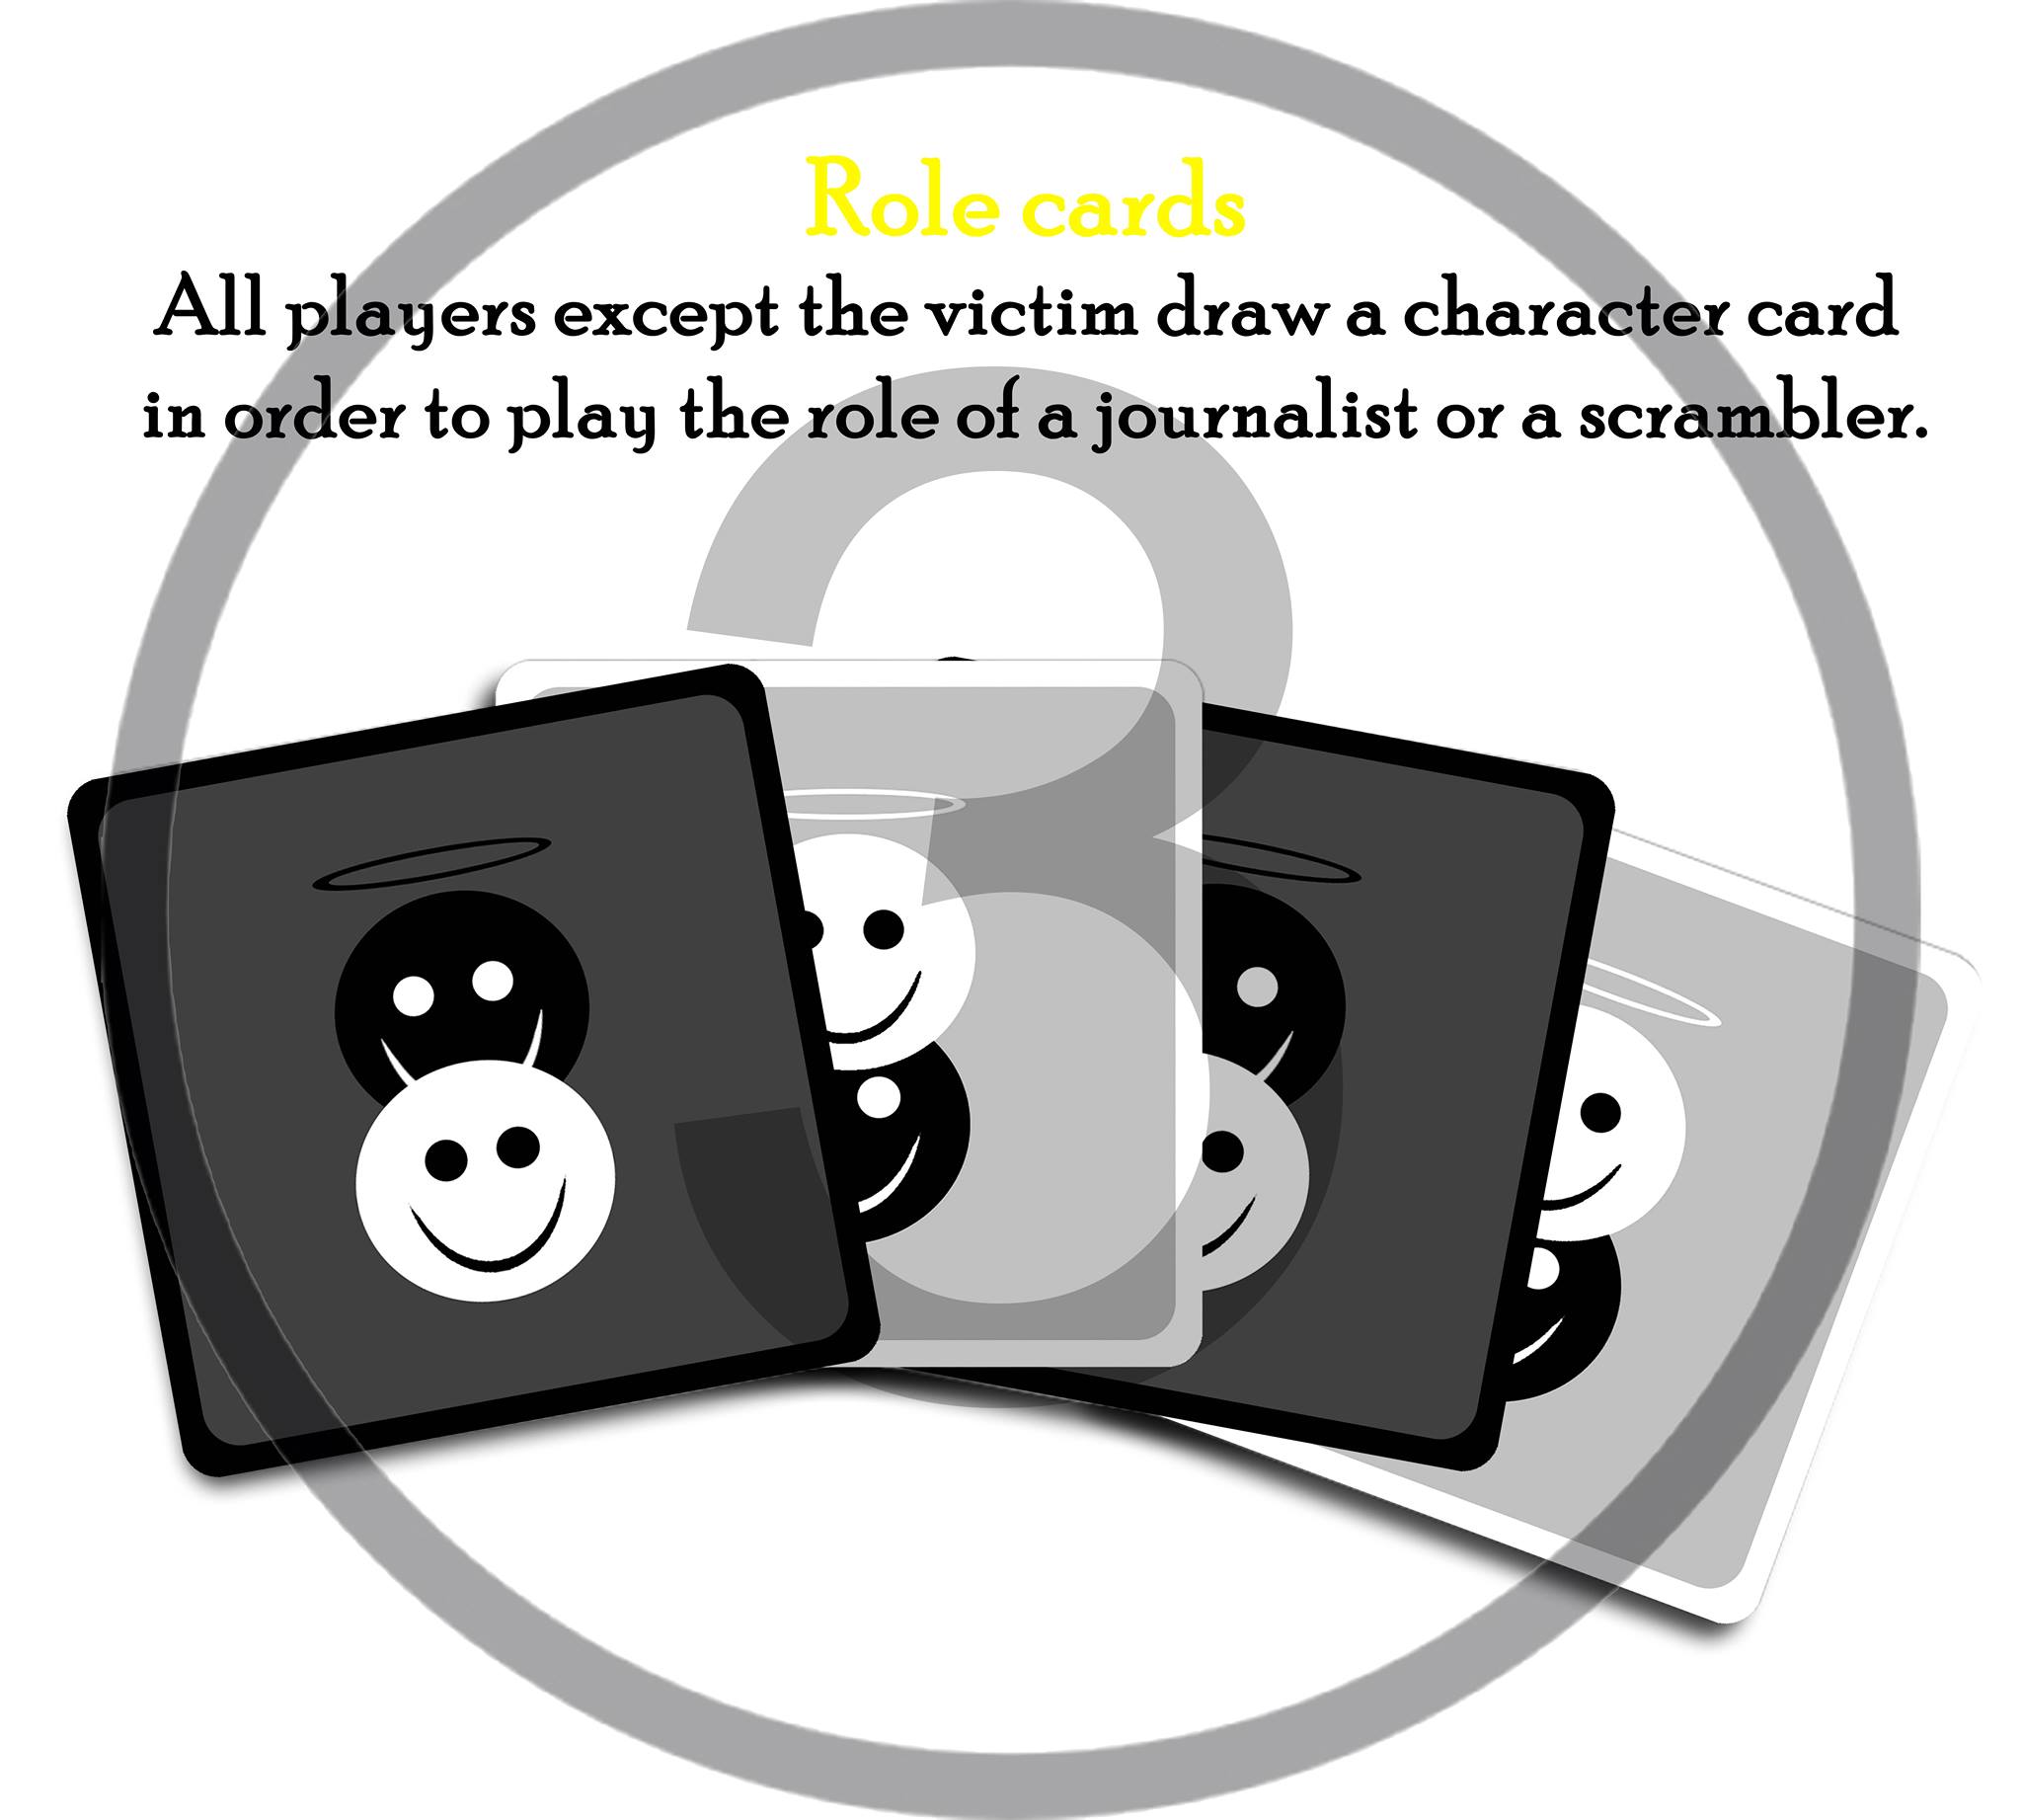 Role cards
All players except the victim draw a character card
in order to play the role of a journalist or a scrambler.
3